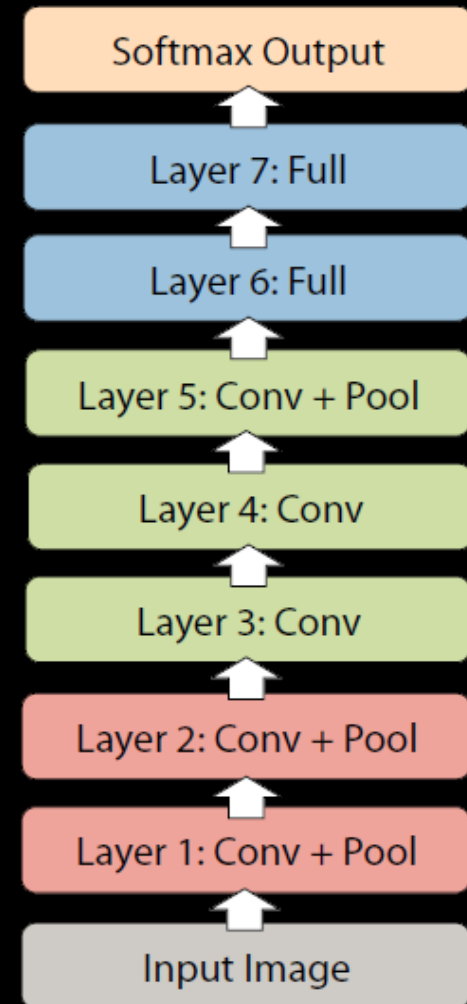 Softmax Output
Layer 7: Full
Layer 6: Full
Layer 5: Conv + Pool
Layer 4: Conv
Layer 3: Conv
Layer 2: Conv + Pool
Layer 1: Conv + Pool
Input Image